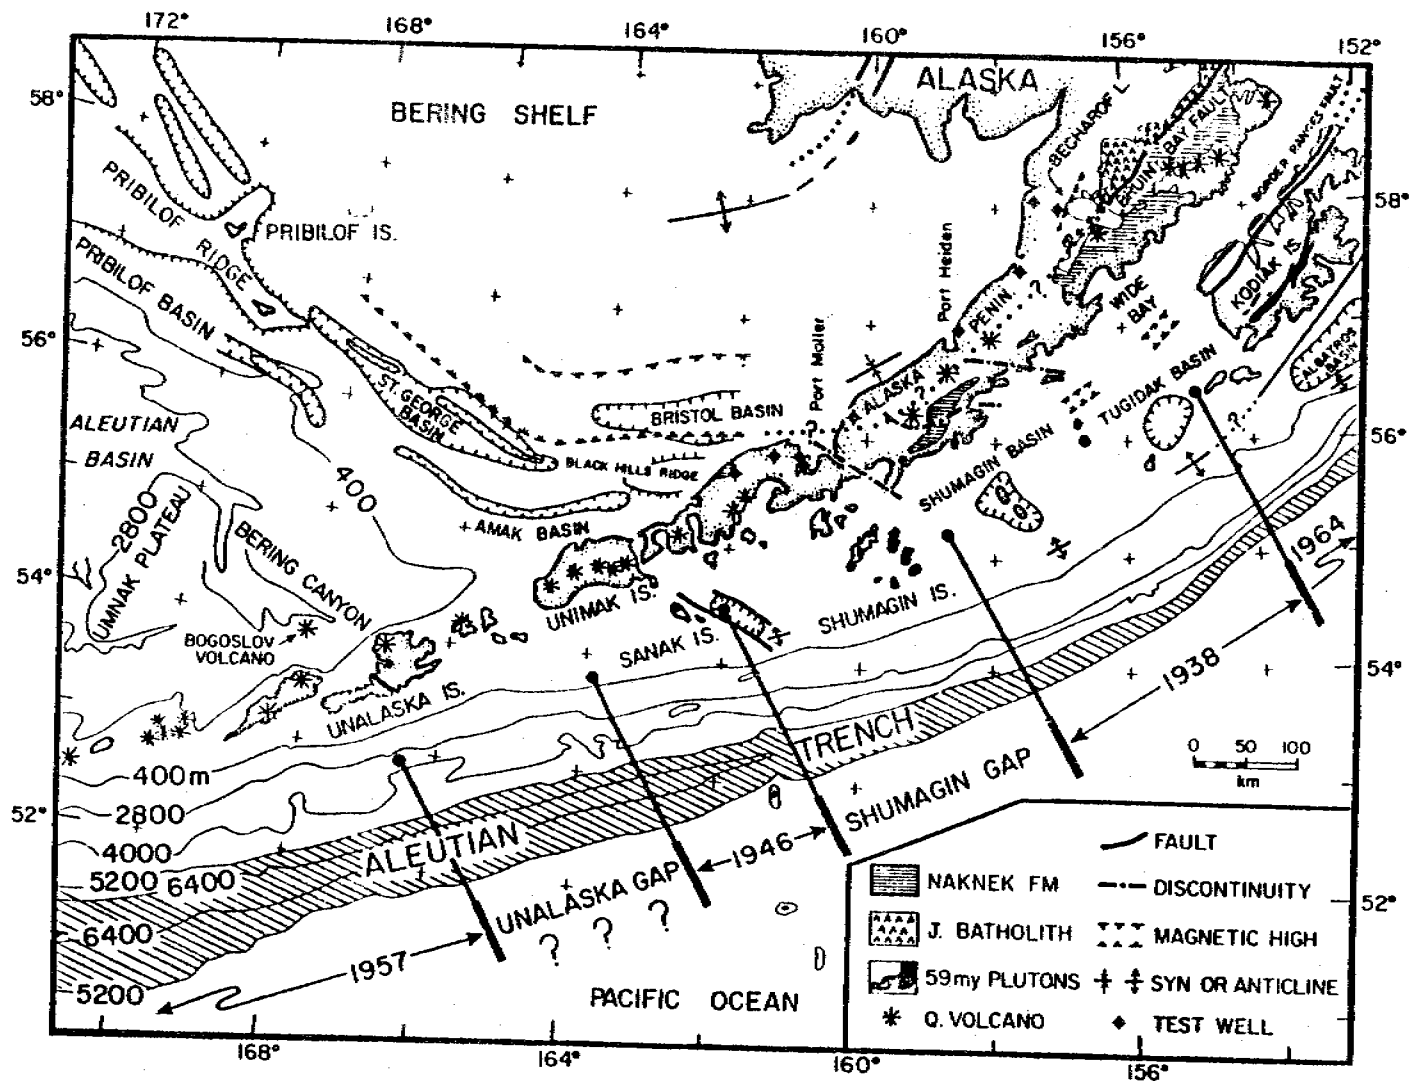 172°
168°
164°
160°
156°
152°
58°
BERING SHELF
ALASKA
BECHAROF L
BRUIN BAY FAULT
BORDER RANGES FAULT
58°
PRIBILOF
RIDGE
PRIBILOF IS.
PRIBILOF BASIN
Port Heiden
PENIN
WIDE
BAY
KODIAK IS.
56°
Port Moller
ALASKA
?
?
?
ALBATROS
BASIN
ST. GEORGE
BASIN
BRISTOL BASIN
TUGIDAK BASIN
ALEUTIAN
BASIN
BLACK HILLS RIDGE
SHUMAGIN BASIN
?
56°
400
2800
UMNAK PLATEAU
AMAK BASIN
BERING CANYON
1964
54°
UNIMAK IS.
SHUMAGIN IS.
BOGOSLOV
VOLCANO
SANAK IS.
UNALASKA IS.
1938
54°
TRENCH
0 50 100
km
400m
2800
4000
5200
6400
6400
5200
52°
ALEUTIAN
SHUMAGIN GAP
1946
UNALASKA GAP
? ? ?
1957
PACIFIC OCEAN
FAULT
NAKNEK FM
DISCONTINUITY
52°
J. BATHOLITH
MAGNETIC HIGH
59my PLUTONS
SYN OR ANTICLINE
Q. VOLCANO
TEST WELL
168°
164°
160°
156°